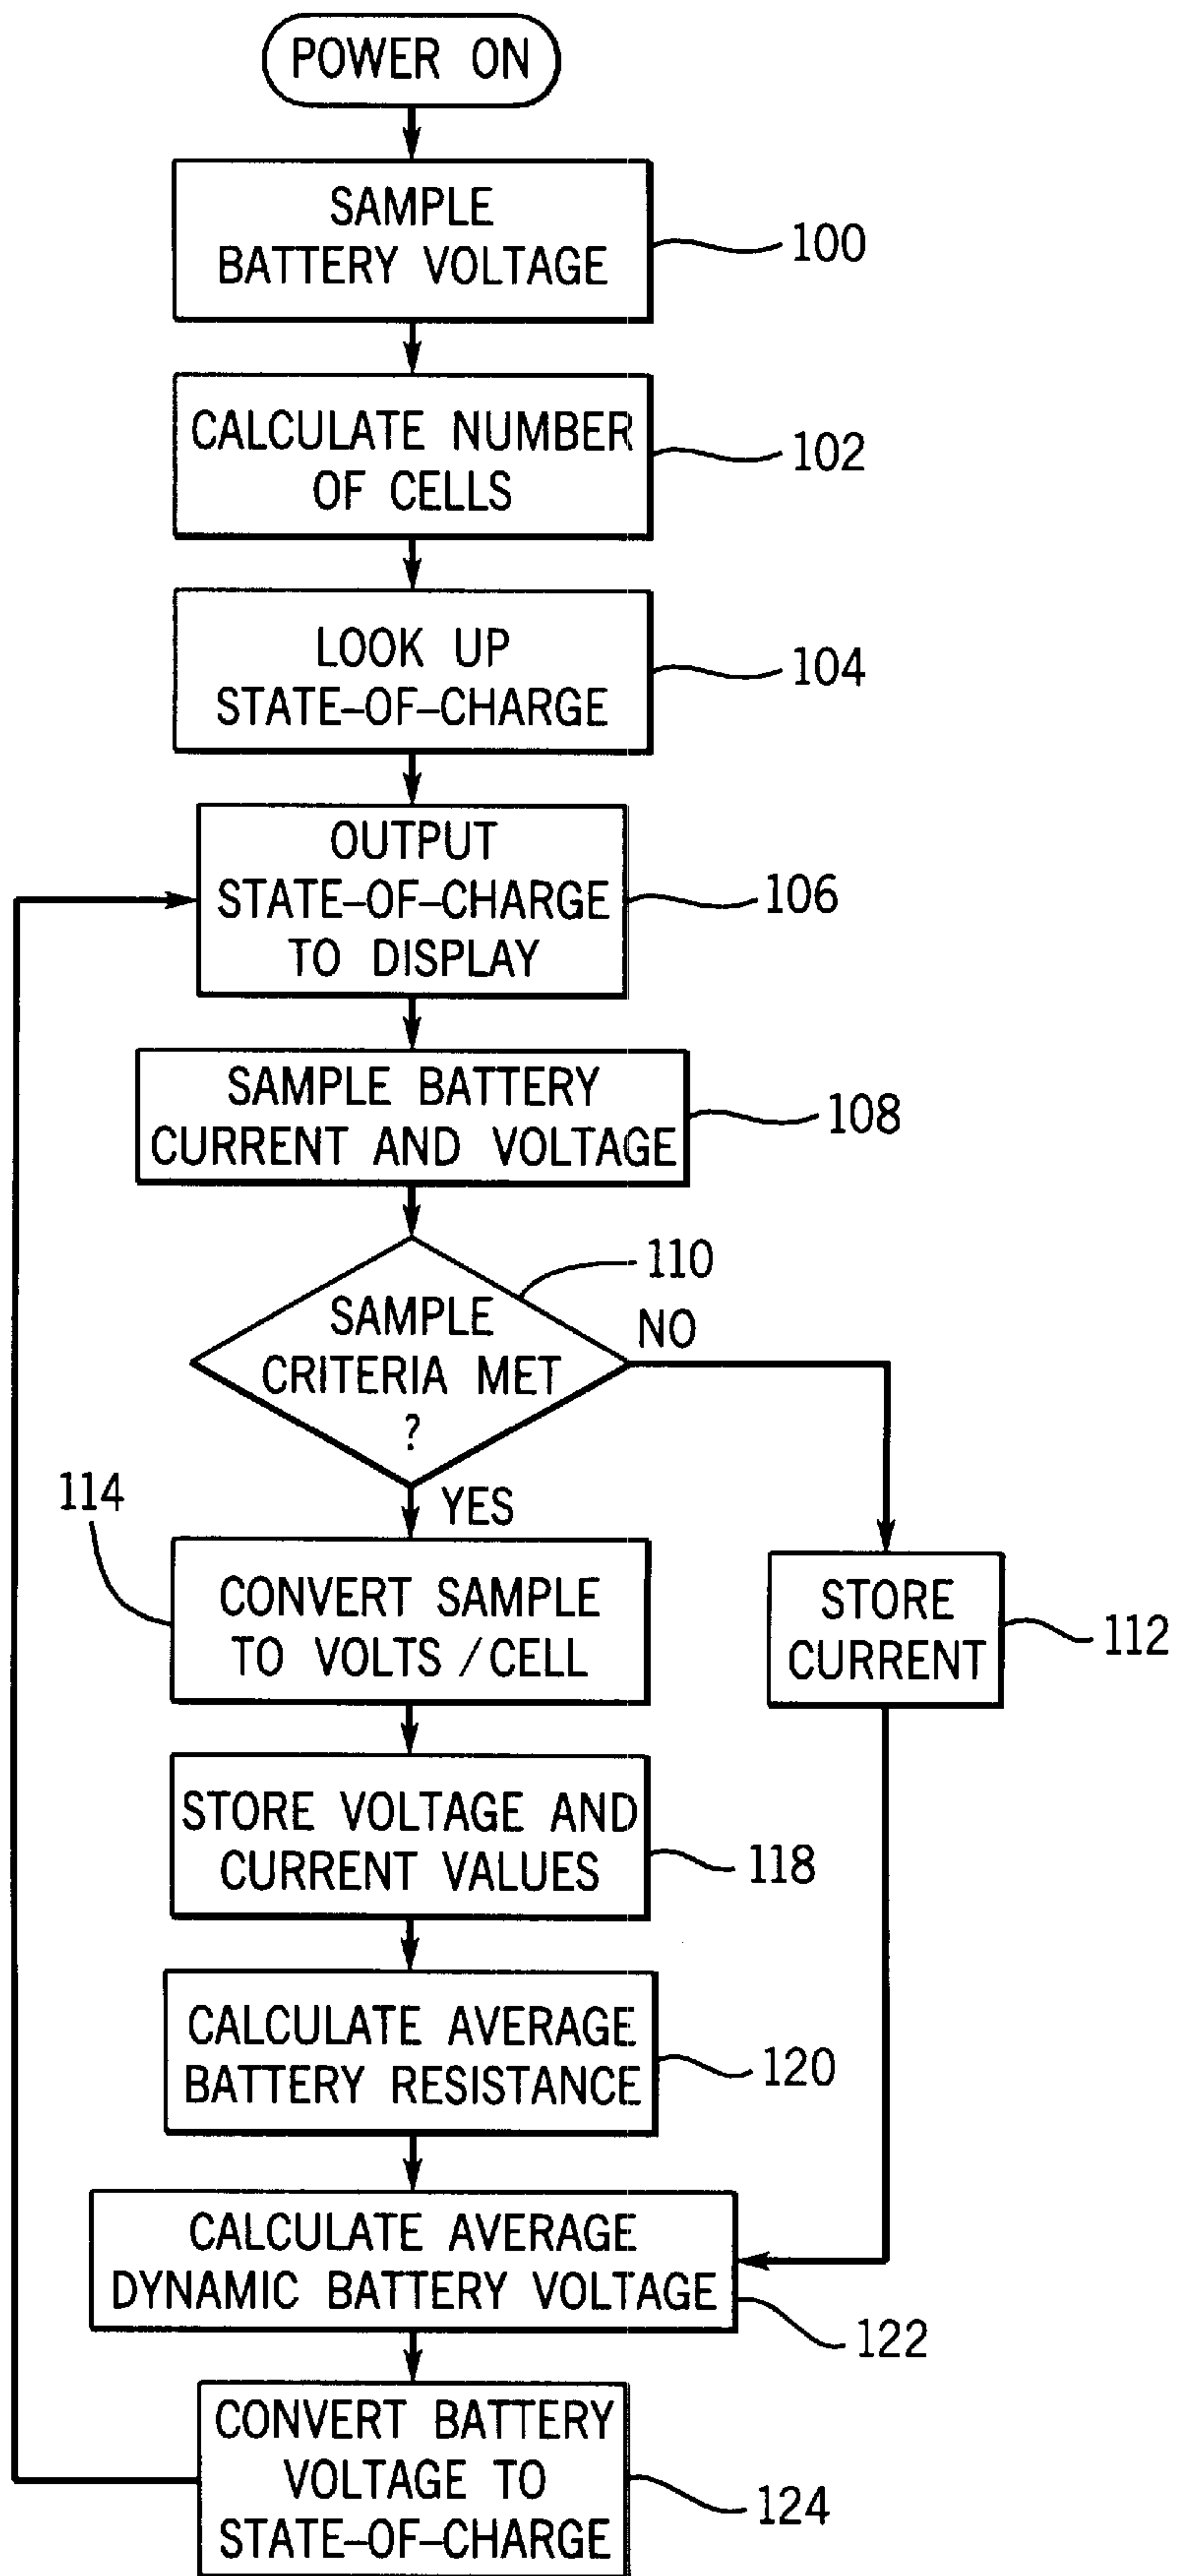 POWER ON
SAMPLE
BATTERY VOLTAGE
100
CALCULATE NUMBER
OF CELLS
102
LOOK UP
STATE-OF-CHARGE
104
OUTPUT
STATE-OF-CHARGE
TO DISPLAY
106
SAMPLE BATTERY
CURRENT AND VOLTAGE
108
110
SAMPLE
CRITERIA MET
?
NO
YES
114
CONVERT SAMPLE
TO VOLTS/CELL
STORE
CURRENT
112
STORE VOLTAGE AND
CURRENT VALUES
118
CALCULATE AVERAGE
BATTERY RESISTANCE
120
CALCULATE AVERAGE
DYNAMIC BATTERY VOLTAGE
122
CONVERT BATTERY
VOLTAGE TO
STATE-OF-CHARGE
124